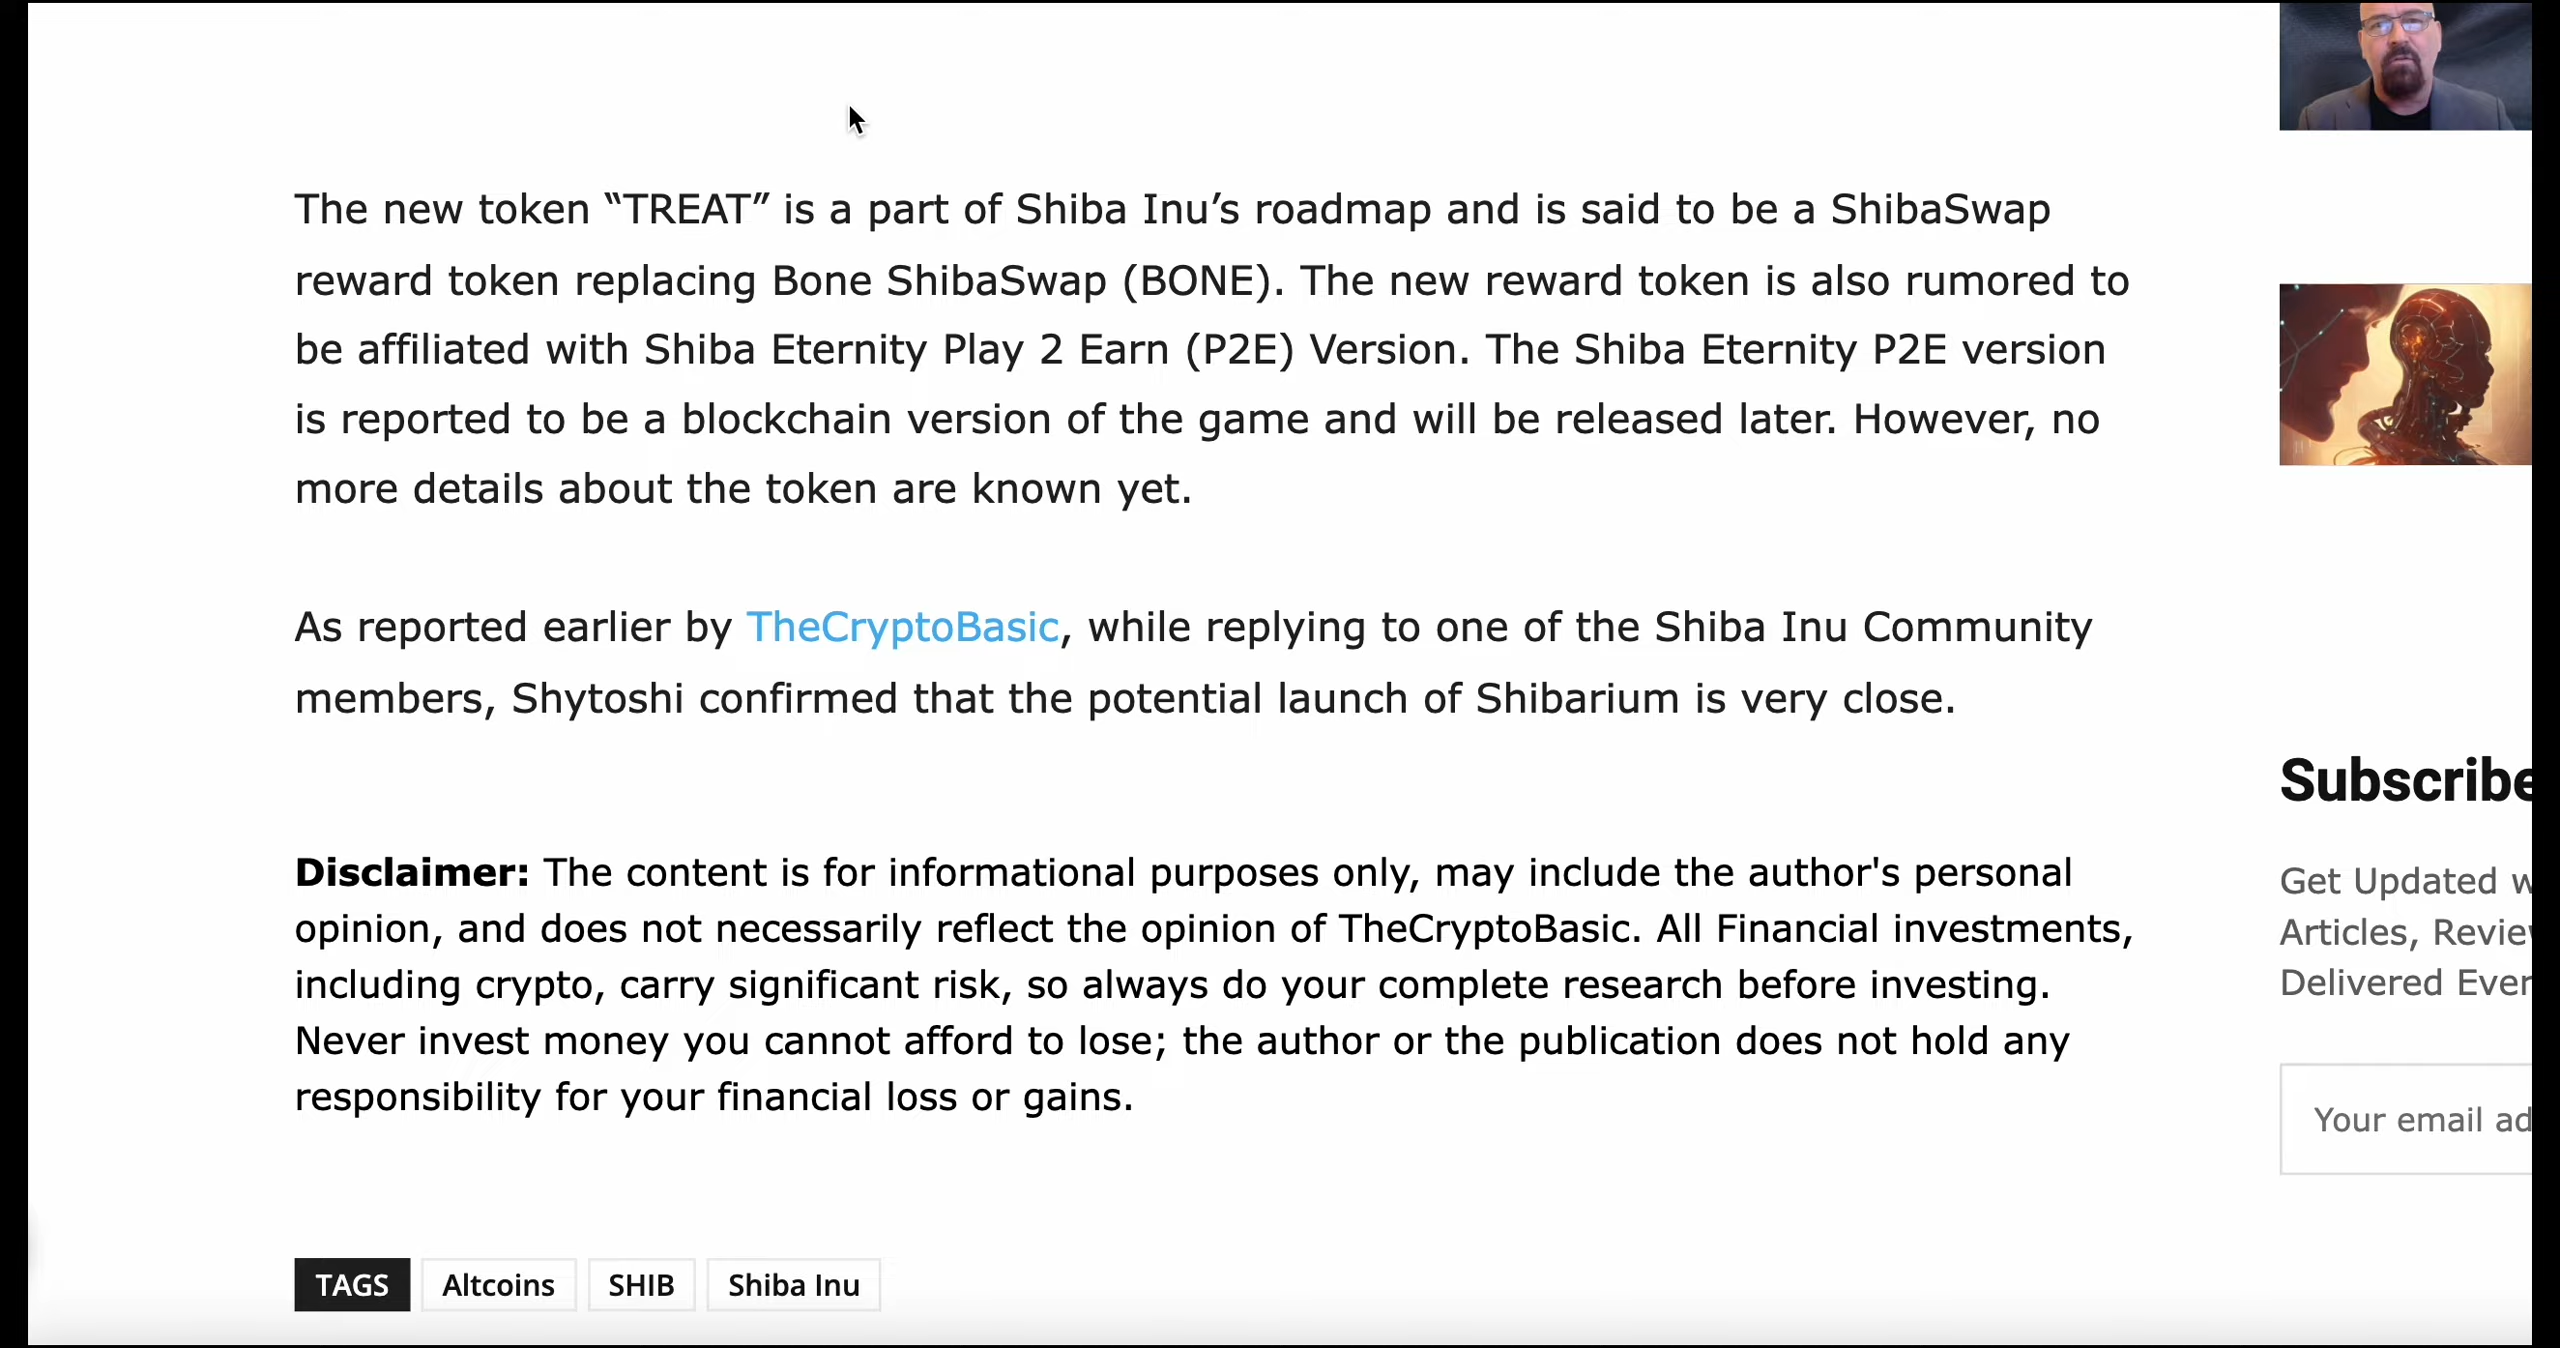 The new token “TREAT” is a part of Shiba Inu’s roadmap and is said to be a ShibaSwap
reward token replacing Bone ShibaSwap (BONE). The new reward token is also rumored to
be affiliated with Shiba Eternity Play 2 Earn (P2E) Version. The Shiba Eternity P2E version
is reported to be a blockchain version of the game and will be released later. However, no
more details about the token are known yet.
As reported earlier by TheCryptoBasic, while replying to one of the Shiba Inu Community
members, Shytoshi confirmed that the potential launch of Shibarium is very close.
Disclaimer: The content is for informational purposes only, may include the author's personal
opinion, and does not necessarily reflect the opinion of TheCryptoBasic. All Financial investments,
including crypto, carry significant risk, so always do your complete research before investing.
Never invest money you cannot afford to lose; the author or the publication does not hold any
responsibility for your financial loss or gains.
TAGS Altcoins SHIB Shiba Inu
Subscribe
Get Updated w
Articles, Revie
Delivered Ever
Your email ad